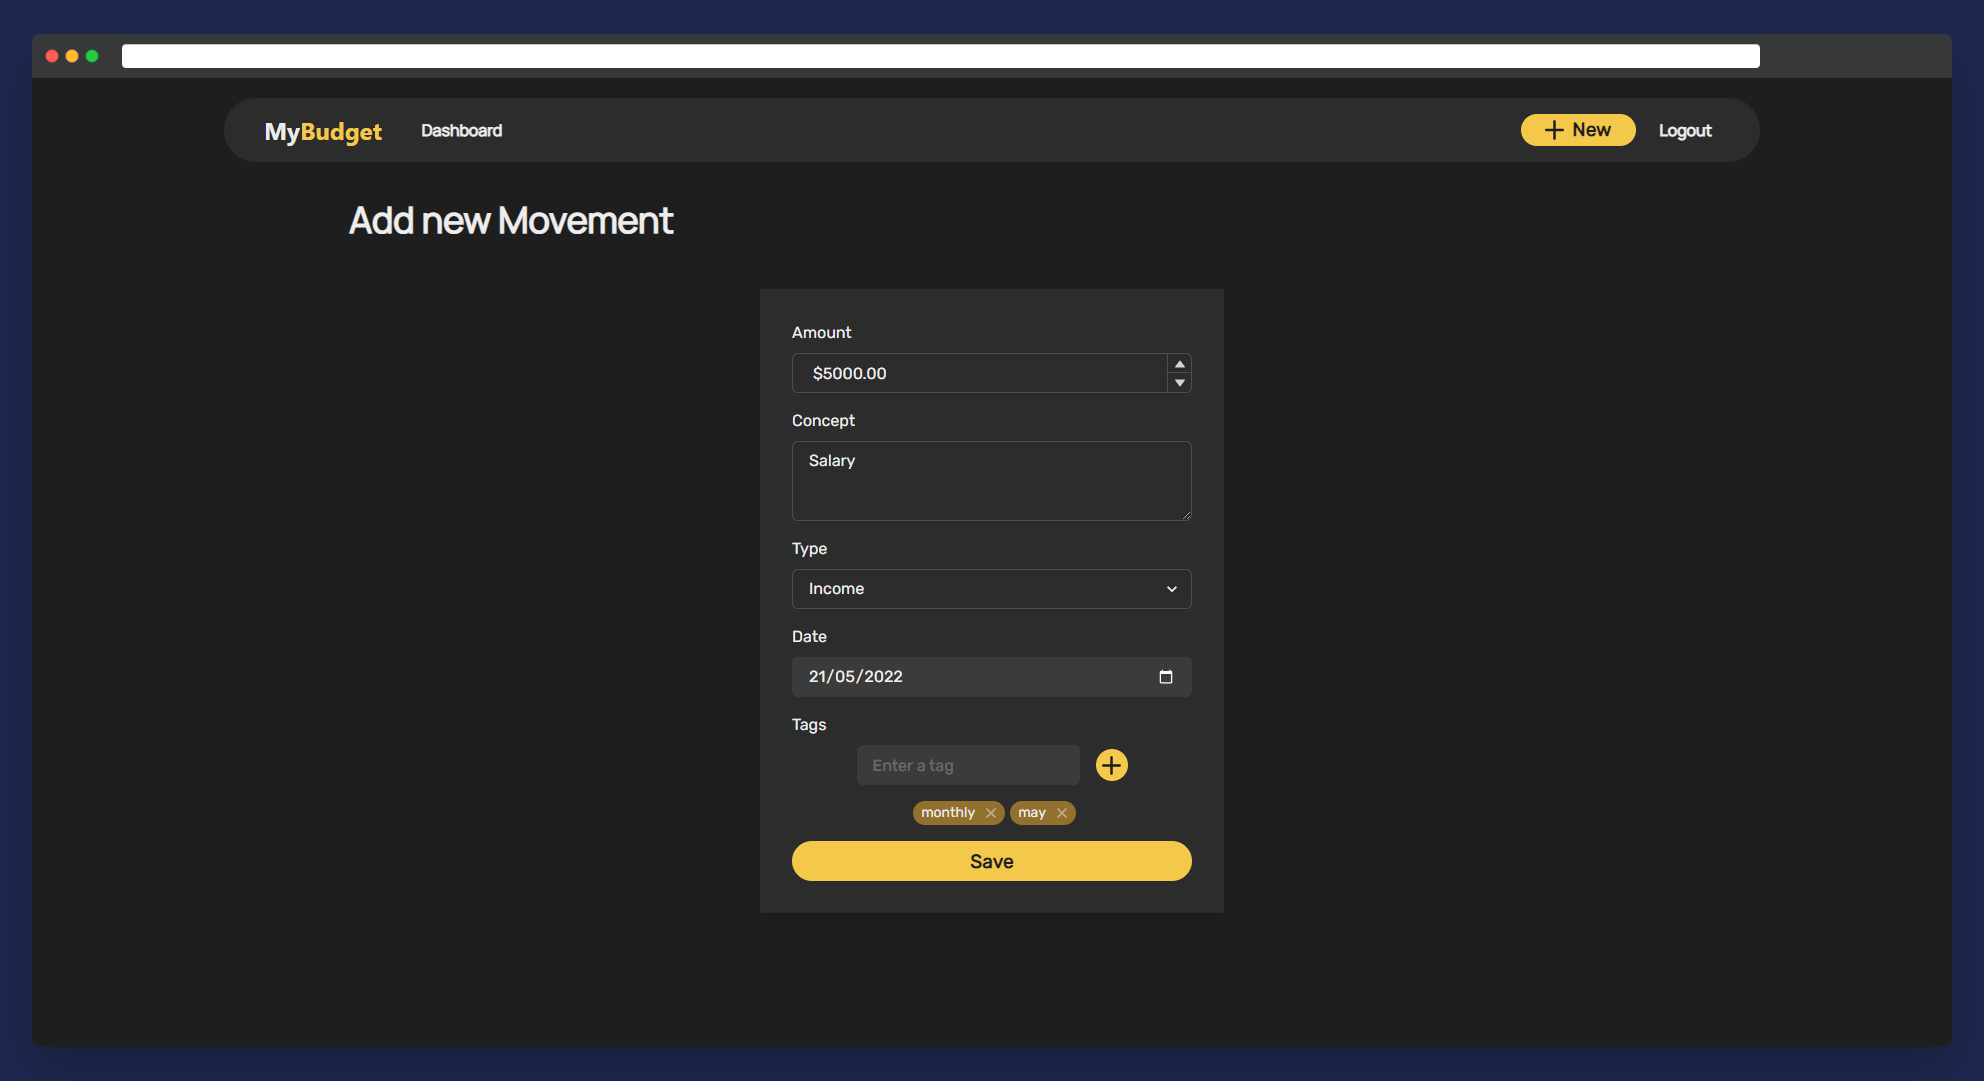 MyBudget Dashboard New Logout
Add new Movement
Amount
$5000.00
Concept
Salary
Type
Income
Date
21/05/2022
Tags
Enter a tag
monthly may
Save